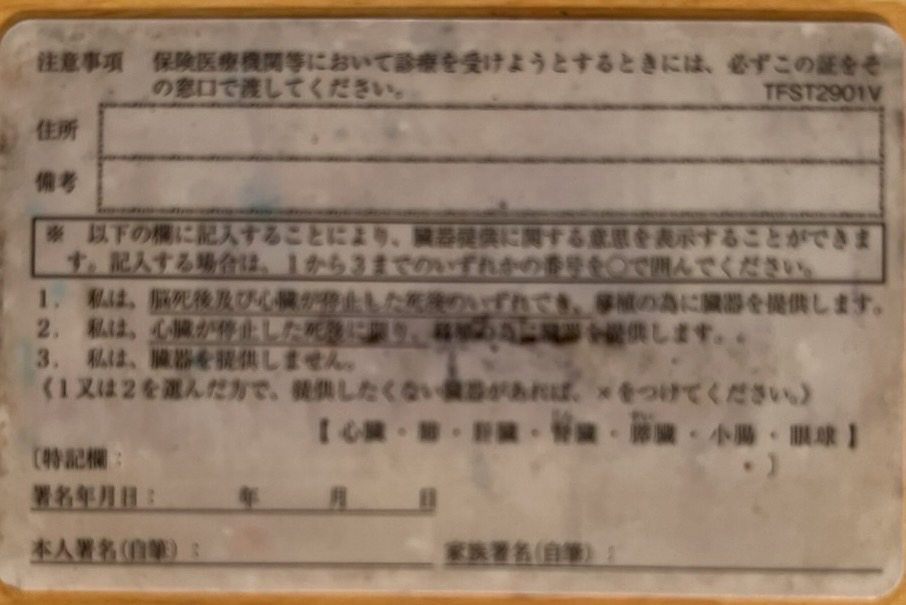 注意事項 保険医療機関等において診療を受けようとするときには、必ずこの証をそ
の窓口で渡してください。
TFST2901V
住所
備考
※ 以下の欄に記入することにより、臓器提供に関する意思を表示することができま
す。記入する場合は、1から3までのいずれかの番号を○で囲んでください。
1. 私は、脳死後及び心臓が停止した死後のいずれでも、移植の為に臓器を提供します。
2. 私は、心臓が停止した死後に限り、移植の為に臓器を提供します。
3. 私は、臓器を提供しません。
《1又は2を選んだ方で、提供したくない臓器があれば、×をつけてください。》
【 心臓・肺・肝臓・腎臓・膵臓・小腸・眼球 】
〔特記欄: 〕
署名年月日: 年 月 日
本人署名(自筆): 家族署名(自筆):